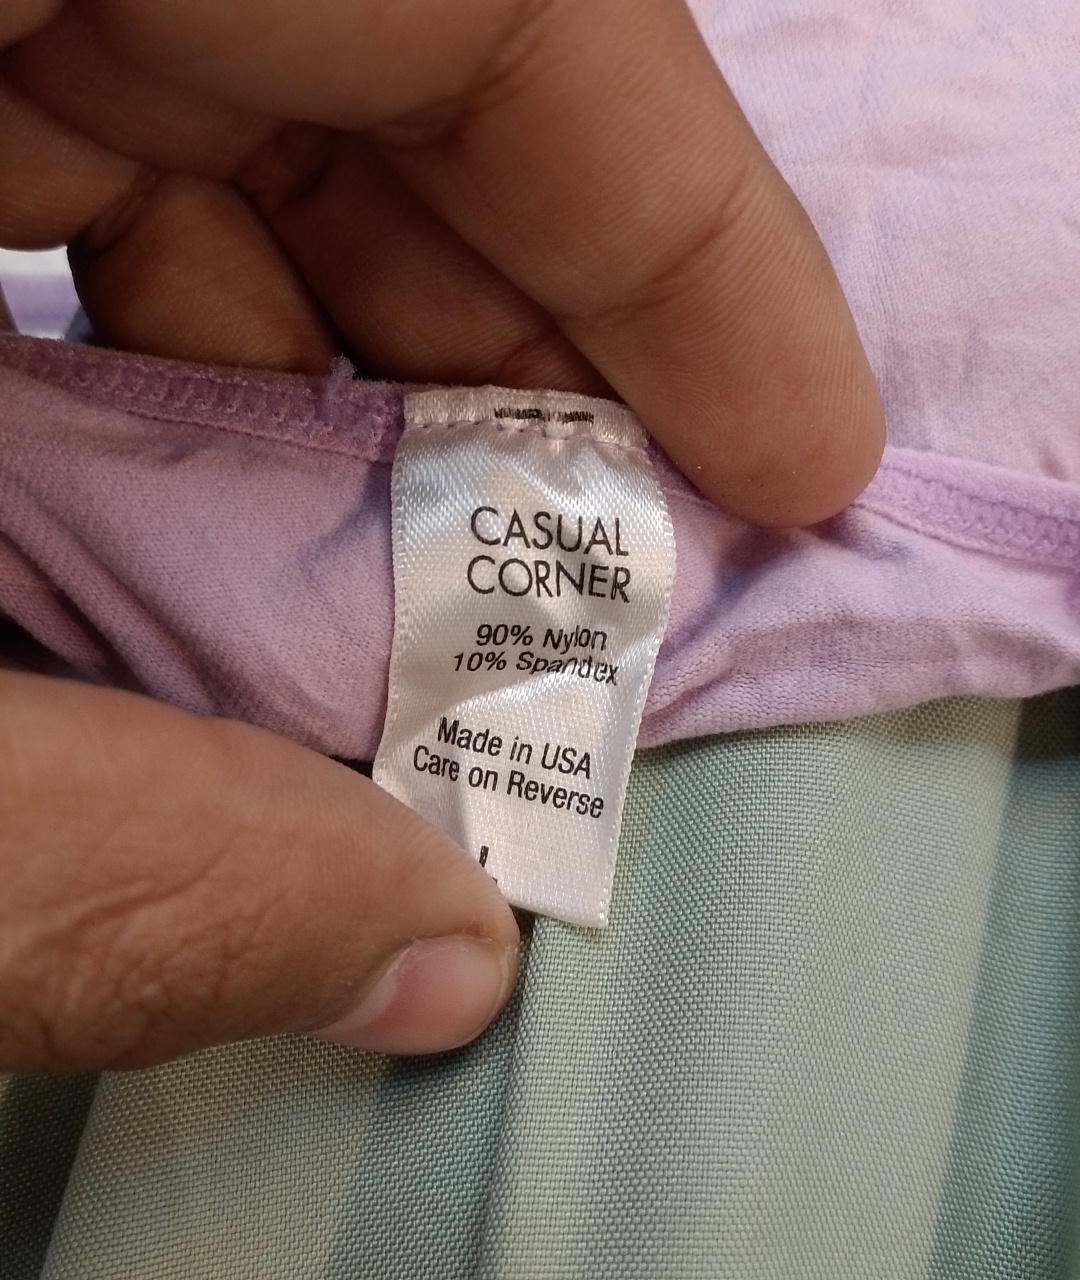 CASUAL
CORNER
90% Nylon
10% Spandex
Made in USA
Care on Reverse
L